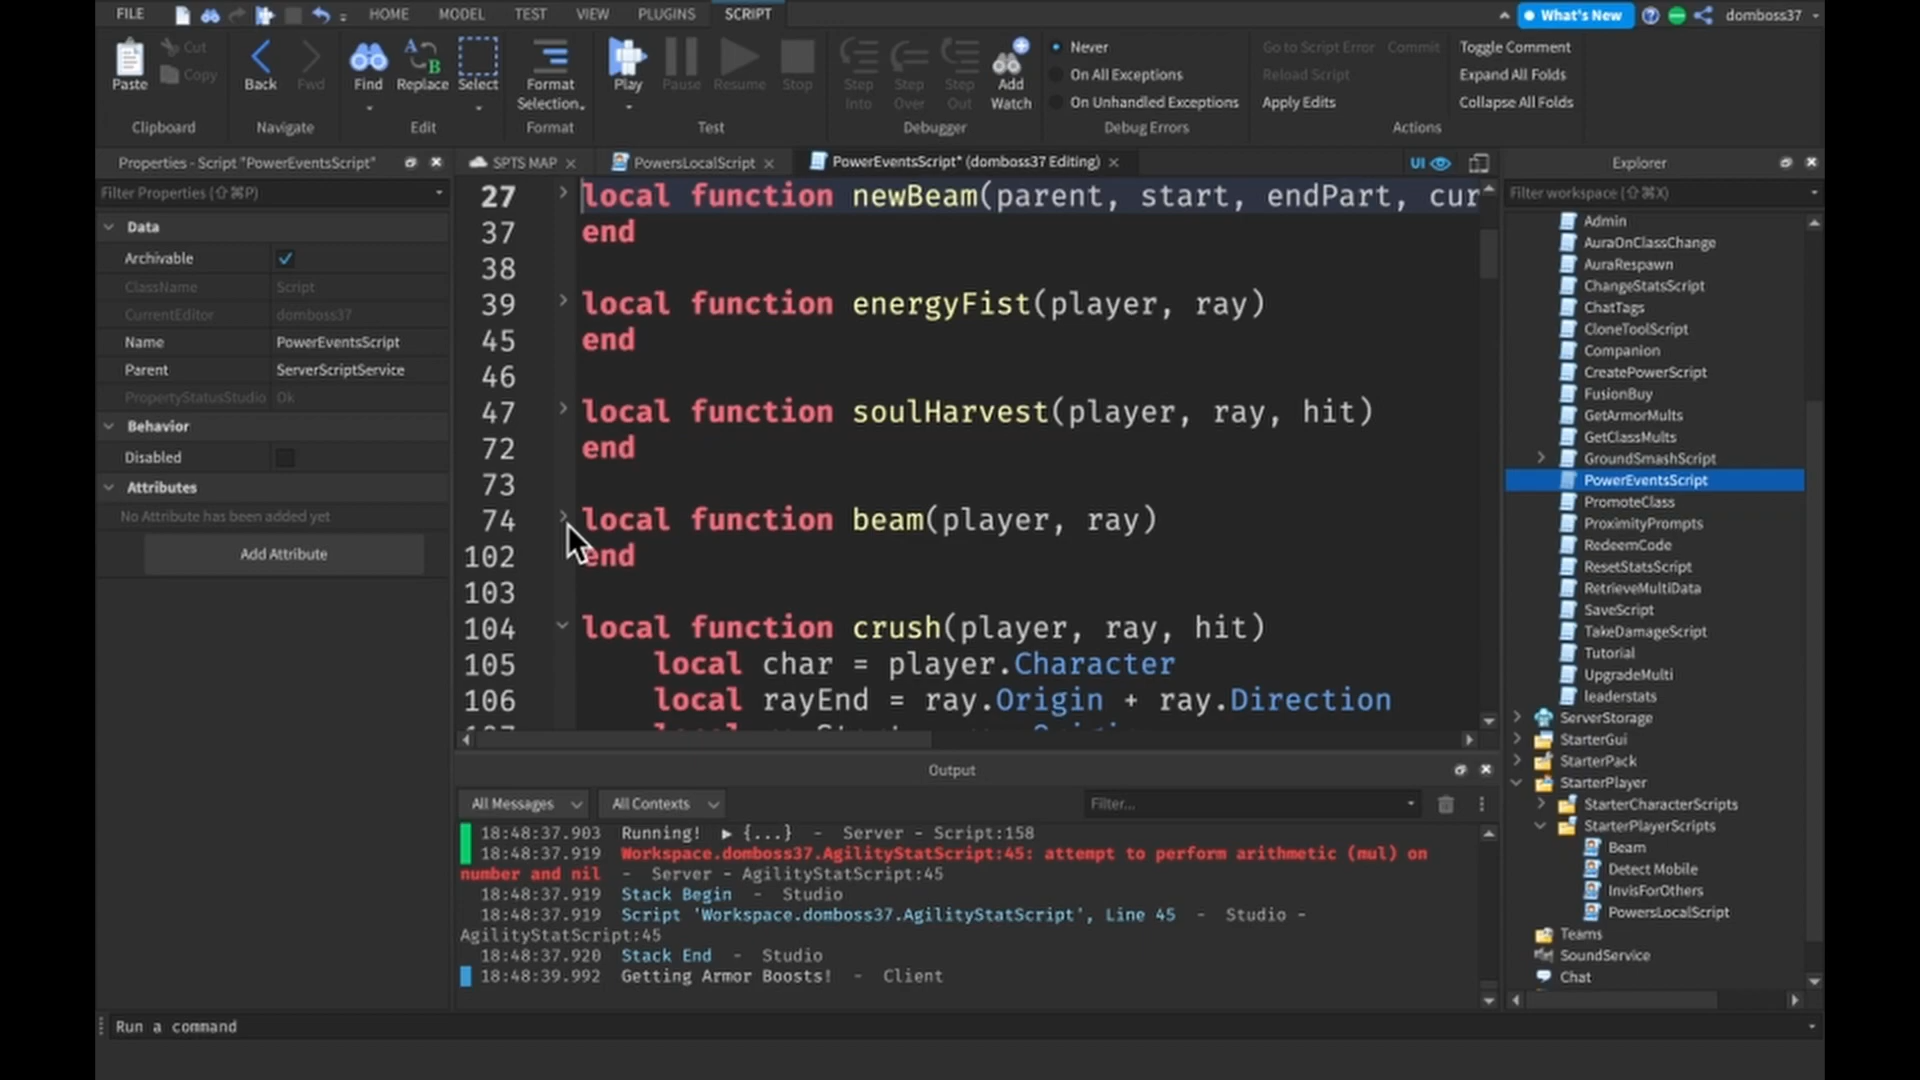 FILE HOME MODEL TEST VIEW PLUGINS SCRIPT What's New domboss37
Paste Cut Copy Back Fwd Find Replace Select Format Selection Play Pause Resume Stop Step Into Step Over Step Out Add Watch
Never
On All Exceptions
On Unhandled Exceptions
Go to Script Error Commit
Reload Script
Apply Edits
Toggle Comment
Expand All Folds
Collapse All Folds
Clipboard Navigate Edit Format Test Debugger Debug Errors Actions
Properties - Script "PowerEventsScript"
Filter Properties (⇧⌘P)
Data
Archivable
ClassName Script
CurrentEditor domboss37
Name PowerEventsScript
Parent ServerScriptService
PropertyStatusStudio Ok
Behavior
Disabled
Attributes
No Attribute has been added yet
Add Attribute
SPTS MAP PowersLocalScript PowerEventsScript* (domboss37 Editing) UI
27 local function newBeam(parent, start, endPart, cur
37 end
38
39 local function energyFist(player, ray)
45 end
46
47 local function soulHarvest(player, ray, hit)
72 end
73
74 local function beam(player, ray)
102 end
103
104 local function crush(player, ray, hit)
105 local char = player.Character
106 local rayEnd = ray.Origin + ray.Direction
Output
All Messages All Contexts Filter...
18:48:37.903 Running! ▶ {...} - Server - Script:158
18:48:37.919 Workspace.domboss37.AgilityStatScript:45: attempt to perform arithmetic (mul) on
number and nil - Server - AgilityStatScript:45
18:48:37.919 Stack Begin - Studio
18:48:37.919 Script 'Workspace.domboss37.AgilityStatScript', Line 45 - Studio -
AgilityStatScript:45
18:48:37.920 Stack End - Studio
18:48:39.992 Getting Armor Boosts! - Client
Run a command
Explorer
Filter workspace (⇧⌘X)
Admin
AuraOnClassChange
AuraRespawn
ChangeStatsScript
ChatTags
CloneToolScript
Companion
CreatePowerScript
FusionBuy
GetArmorMults
GetClassMults
GroundSmashScript
PowerEventsScript
PromoteClass
ProximityPrompts
RedeemCode
ResetStatsScript
RetrieveMultiData
SaveScript
TakeDamageScript
Tutorial
UpgradeMulti
leaderstats
ServerStorage
StarterGui
StarterPack
StarterPlayer
StarterCharacterScripts
StarterPlayerScripts
Beam
Detect Mobile
InvisForOthers
PowersLocalScript
Teams
SoundService
Chat